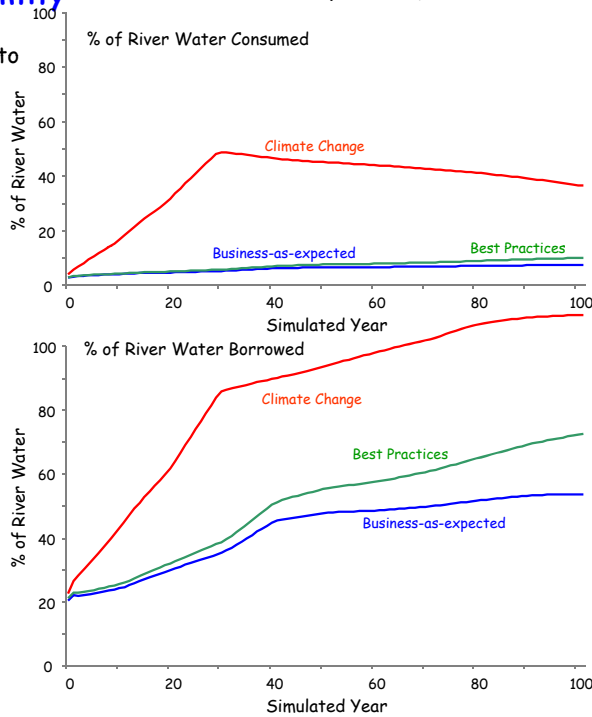 to
% of River Water Consumed
100
80
60
40
20
0
% of River Water
Climate Change
Business-as-expected
Best Practices
0 20 40 60 80 100
Simulated Year
% of River Water Borrowed
100
80
60
40
20
0
% of River Water
Climate Change
Best Practices
Business-as-expected
0 20 40 60 80 100
Simulated Year